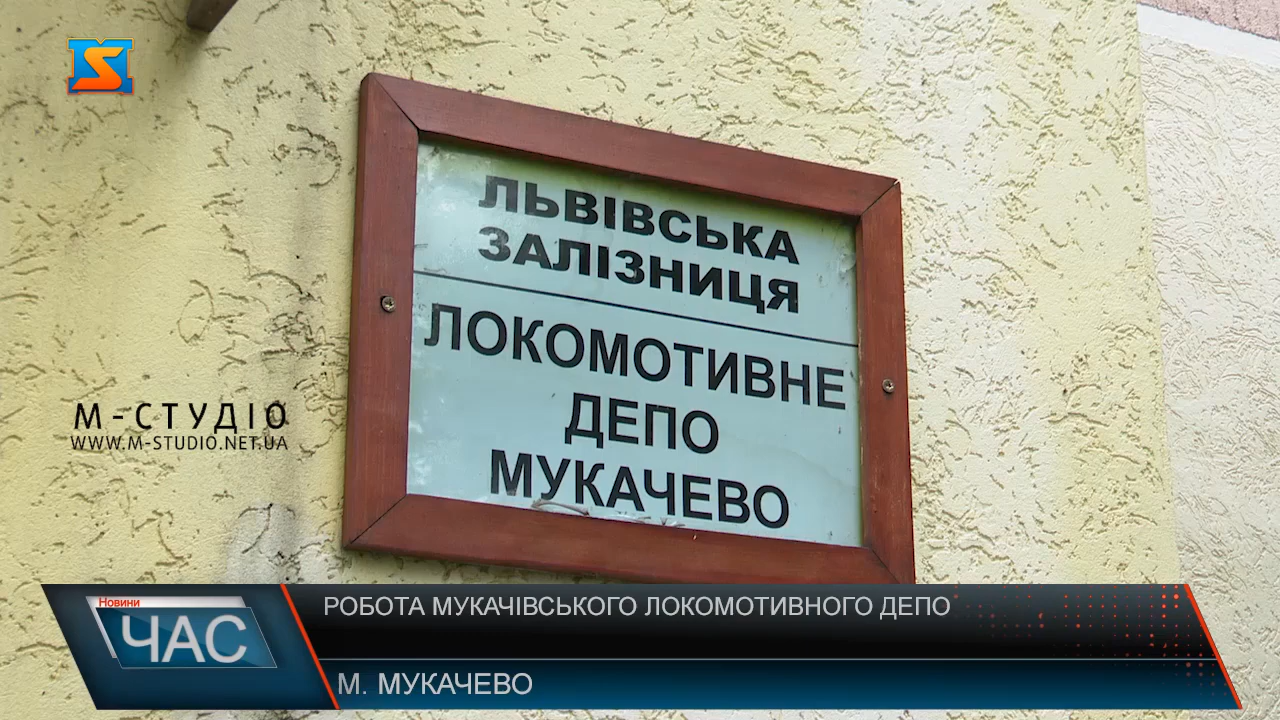 ЛЬВІВСЬКА
ЗАЛІЗНИЦЯ
ЛОКОМОТИВНЕ
ДЕПО
МУКАЧЕВО
М-СТУДІО
WWW.M-STUDIO.NET.UA
Новини
ЧАС
РОБОТА МУКАЧІВСЬКОГО ЛОКОМОТИВНОГО ДЕПО
М. МУКАЧЕВО